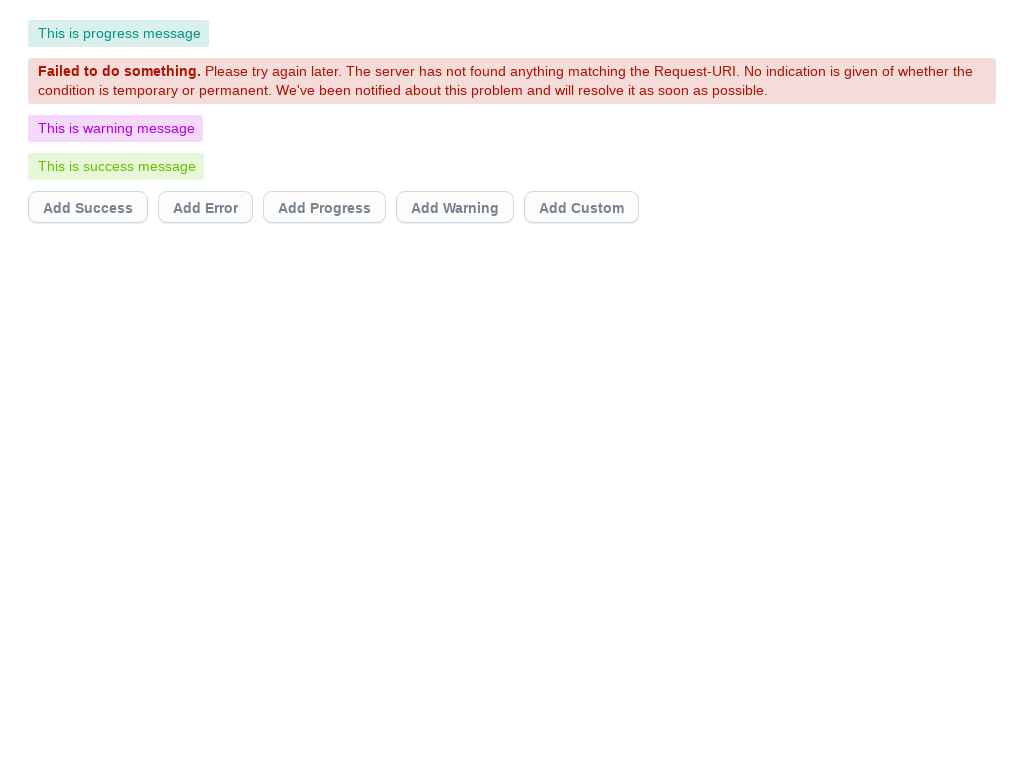 This is progress message
Failed to do something. Please try again later. The server has not found anything matching the Request-URI. No indication is given of whether the
condition is temporary or permanent. We've been notified about this problem and will resolve it as soon as possible.
This is warning message
This is success message
Add Success Add Error Add Progress Add Warning Add Custom